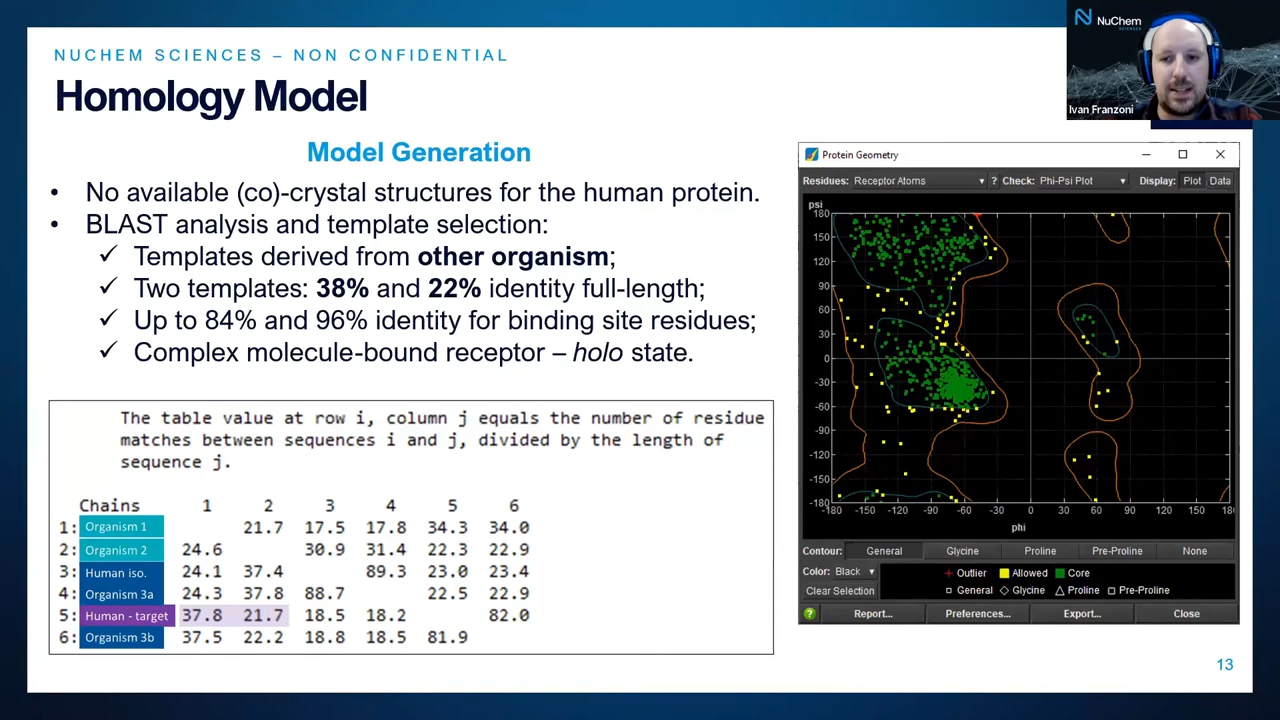 NUCHEM SCIENCES – NON CONFIDENTIAL
Homology Model
Model Generation
• No available (co)-crystal structures for the human protein.
• BLAST analysis and template selection:
✓ Templates derived from other organism;
✓ Two templates: 38% and 22% identity full-length;
✓ Up to 84% and 96% identity for binding site residues;
✓ Complex molecule-bound receptor – holo state.
The table value at row i, column j equals the number of residue
matches between sequences i and j, divided by the length of
sequence j.
Chains 1 2 3 4 5 6
1: Organism 1 21.7 17.5 17.8 34.3 34.0
2: Organism 2 24.6 30.9 31.4 22.3 22.9
3: Human iso. 24.1 37.4 89.3 23.0 23.4
4: Organism 3a 24.3 37.8 88.7 22.5 22.9
5: Human - target 37.8 21.7 18.5 18.2 82.0
6: Organism 3b 37.5 22.2 18.8 18.5 81.9
NuChem
SCIENCES
Ivan Franzoni
Protein Geometry
Residues: Receptor Atoms ? Check: Phi-Psi Plot Display: Plot Data
psi
180
150
120
90
60
30
0
-30
-60
-90
-120
-150
-180
-180 -150 -120 -90 -60 -30 0 30 60 90 120 150 180
phi
Contour: General Glycine Proline Pre-Proline None
Color: Black + Outlier Allowed Core
Clear Selection General Glycine Proline Pre-Proline
? Report... Preferences... Export... Close
13